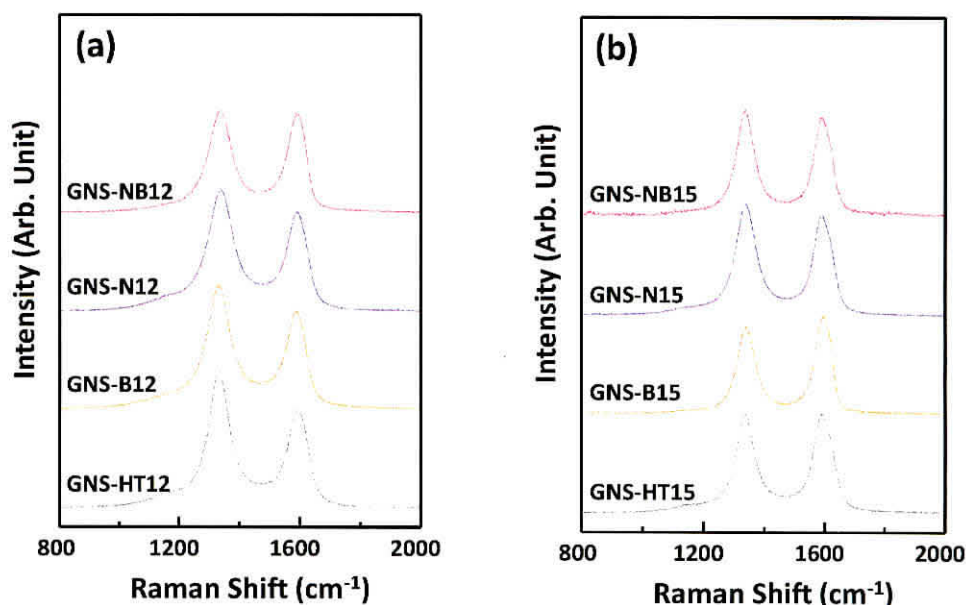 (a)
GNS-NB12
GNS-N12
GNS-B12
GNS-HT12
800 1200 1600 2000
Raman Shift (cm-1)
Intensity (Arb. Unit)
(b)
GNS-NB15
GNS-N15
GNS-B15
GNS-HT15
800 1200 1600 2000
Raman Shift (cm-1)
Intensity (Arb. Unit)